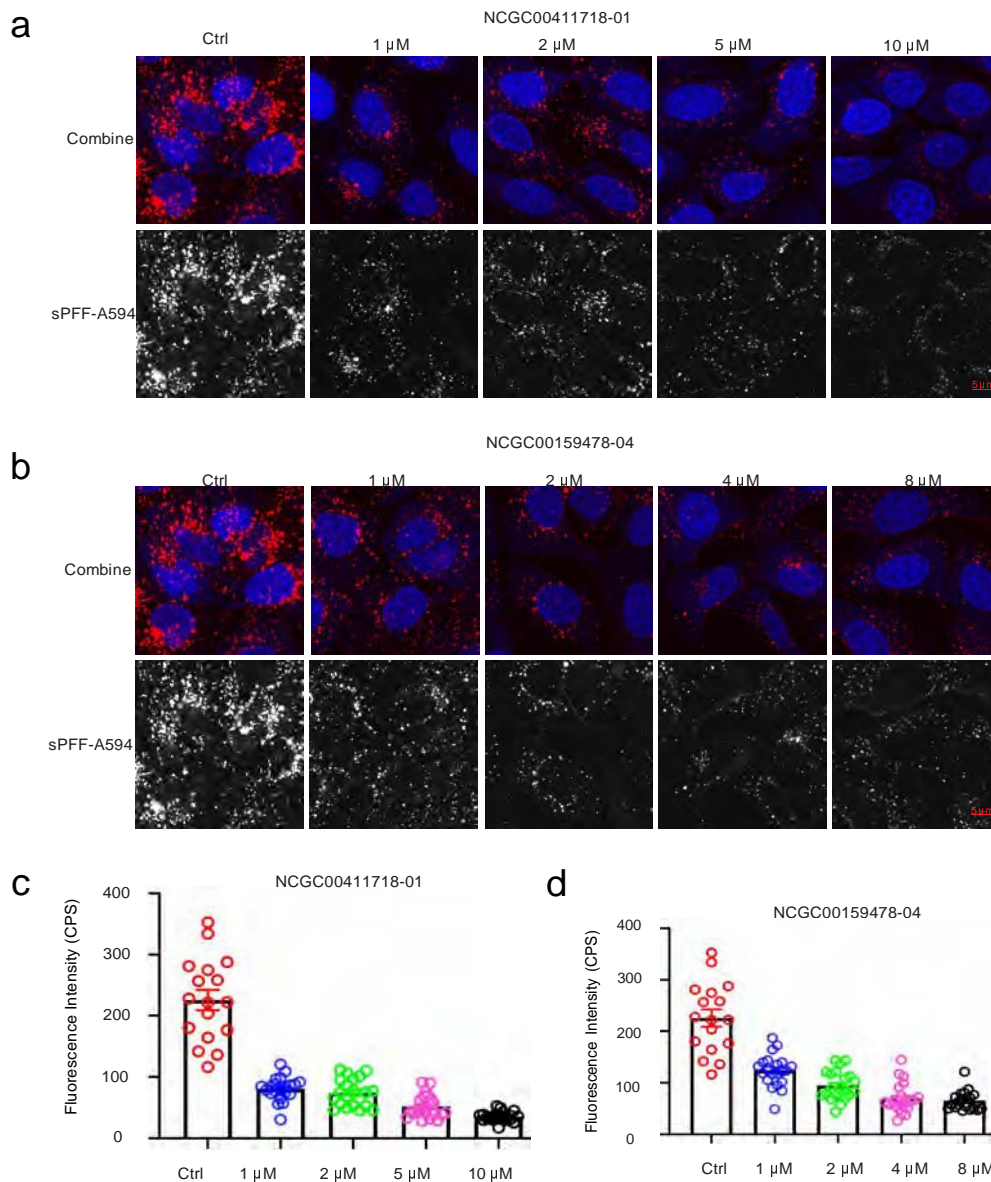 a
NCGC00411718-01
Ctrl
1 µM
2 µM
5 µM
10 µM
Combine
sPFF-A594
5µm
b
NCGC00159478-04
Ctrl
1 µM
2 µM
4 µM
8 µM
Combine
sPFF-A594
5µm
c
NCGC00411718-01
Fluorescence Intensity (CPS)
400
300
200
100
0
Ctrl
1 µM
2 µM
5 µM
10 µM
d
NCGC00159478-04
Fluorescence Intensity (CPS)
400
300
200
100
0
Ctrl
1 µM
2 µM
4 µM
8 µM